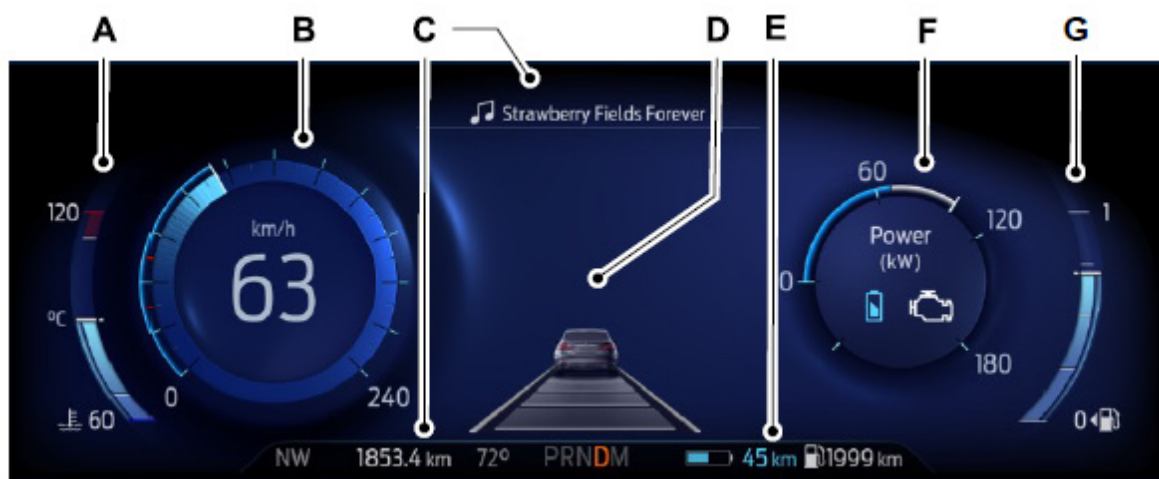 A B C D E F G
Strawberry Fields Forever
120
°C
60
km/h
63
0
240
60
0
120
180
Power
(kW)
1
0
NW 1853.4 km 72° PRNDM 45 km 1999 km